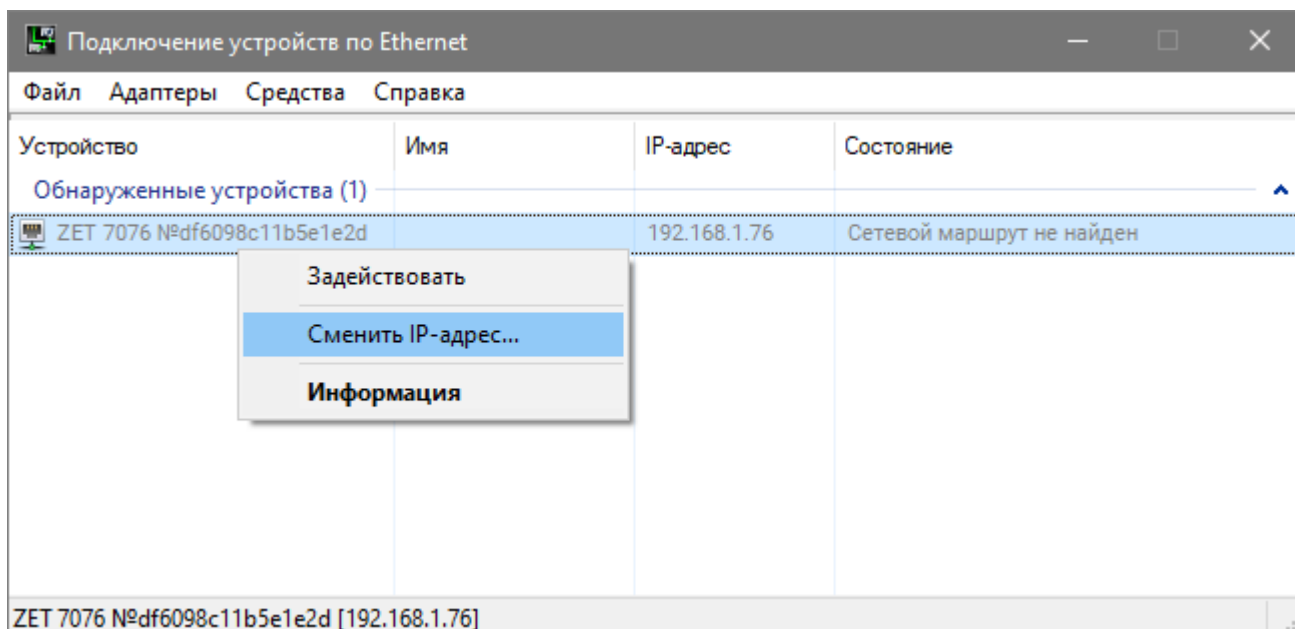 Подключение устройств по Ethernet
Файл Адаптеры Средства Справка
Устройство Имя IP-адрес Состояние
Обнаруженные устройства (1)
ZET 7076 №df6098c11b5e1e2d 192.168.1.76 Сетевой маршрут не найден
Задействовать
Сменить IP-адрес...
Информация
ZET 7076 №df6098c11b5e1e2d [192.168.1.76]